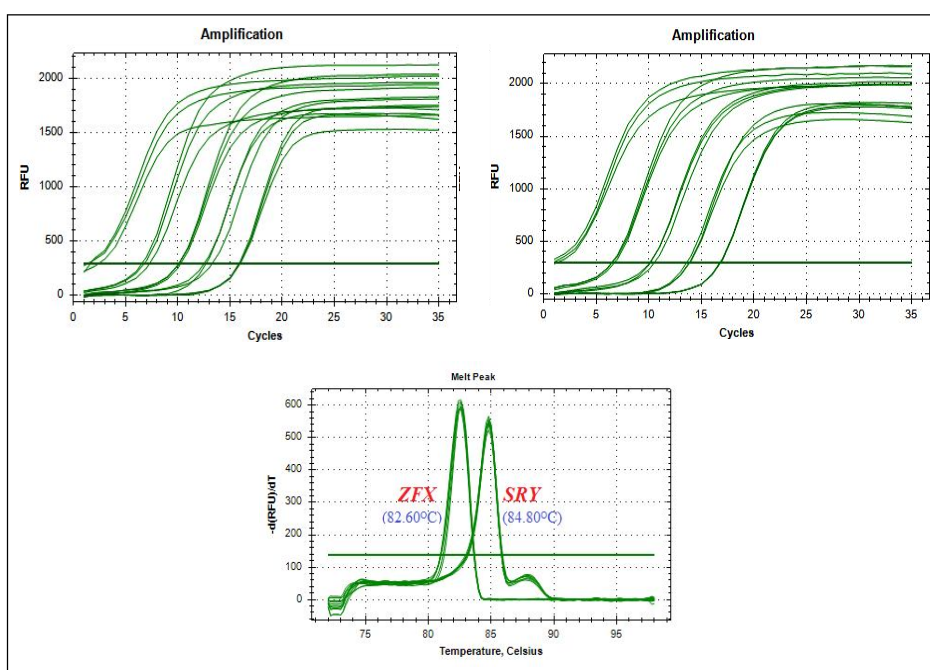 Amplification
2000
1500
1000
500
0
RFU
0 5 10 15 20 25 30 35
Cycles
Amplification
2000
1500
1000
500
0
RFU
0 5 10 15 20 25 30 35
Cycles
Melt Peak
600
500
400
300
200
100
0
-d(RFU)/dT
ZFX SRY
(82.60°C) (84.80°C)
75 80 85 90 95
Temperature, Celsius